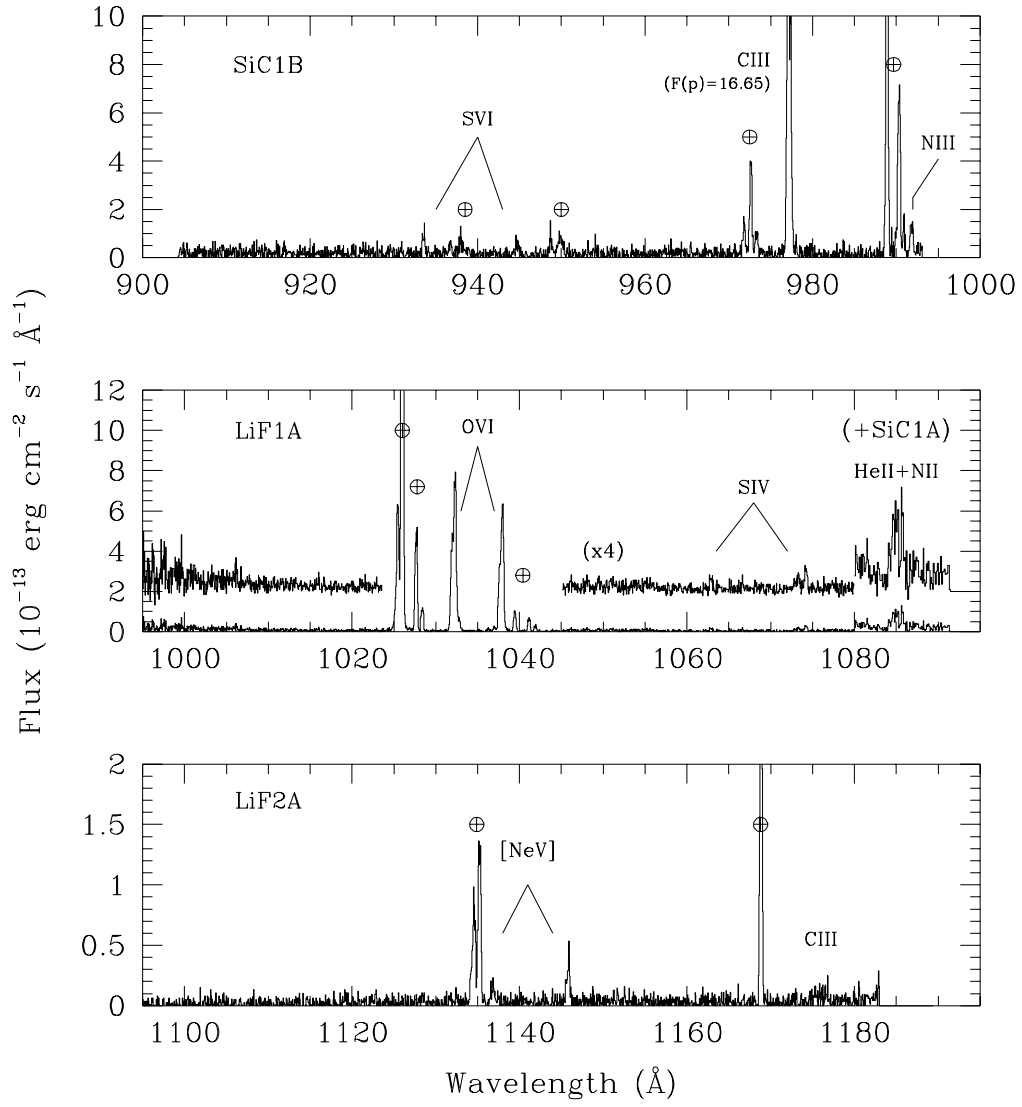 10
8
6
4
2
0
SiC1B
SVI
CIII
(F(p)=16.65)
NIII
900
920
940
960
980
1000
Flux (10⁻¹³ erg cm⁻² s⁻¹ Å⁻¹)
12
10
8
6
4
2
0
LiF1A
OVI
(x4)
SIV
(+SiC1A)
HeII+NII
1000
1020
1040
1060
1080
2
1.5
1
0.5
0
LiF2A
[NeV]
CIII
1100
1120
1140
1160
1180
Wavelength (Å)